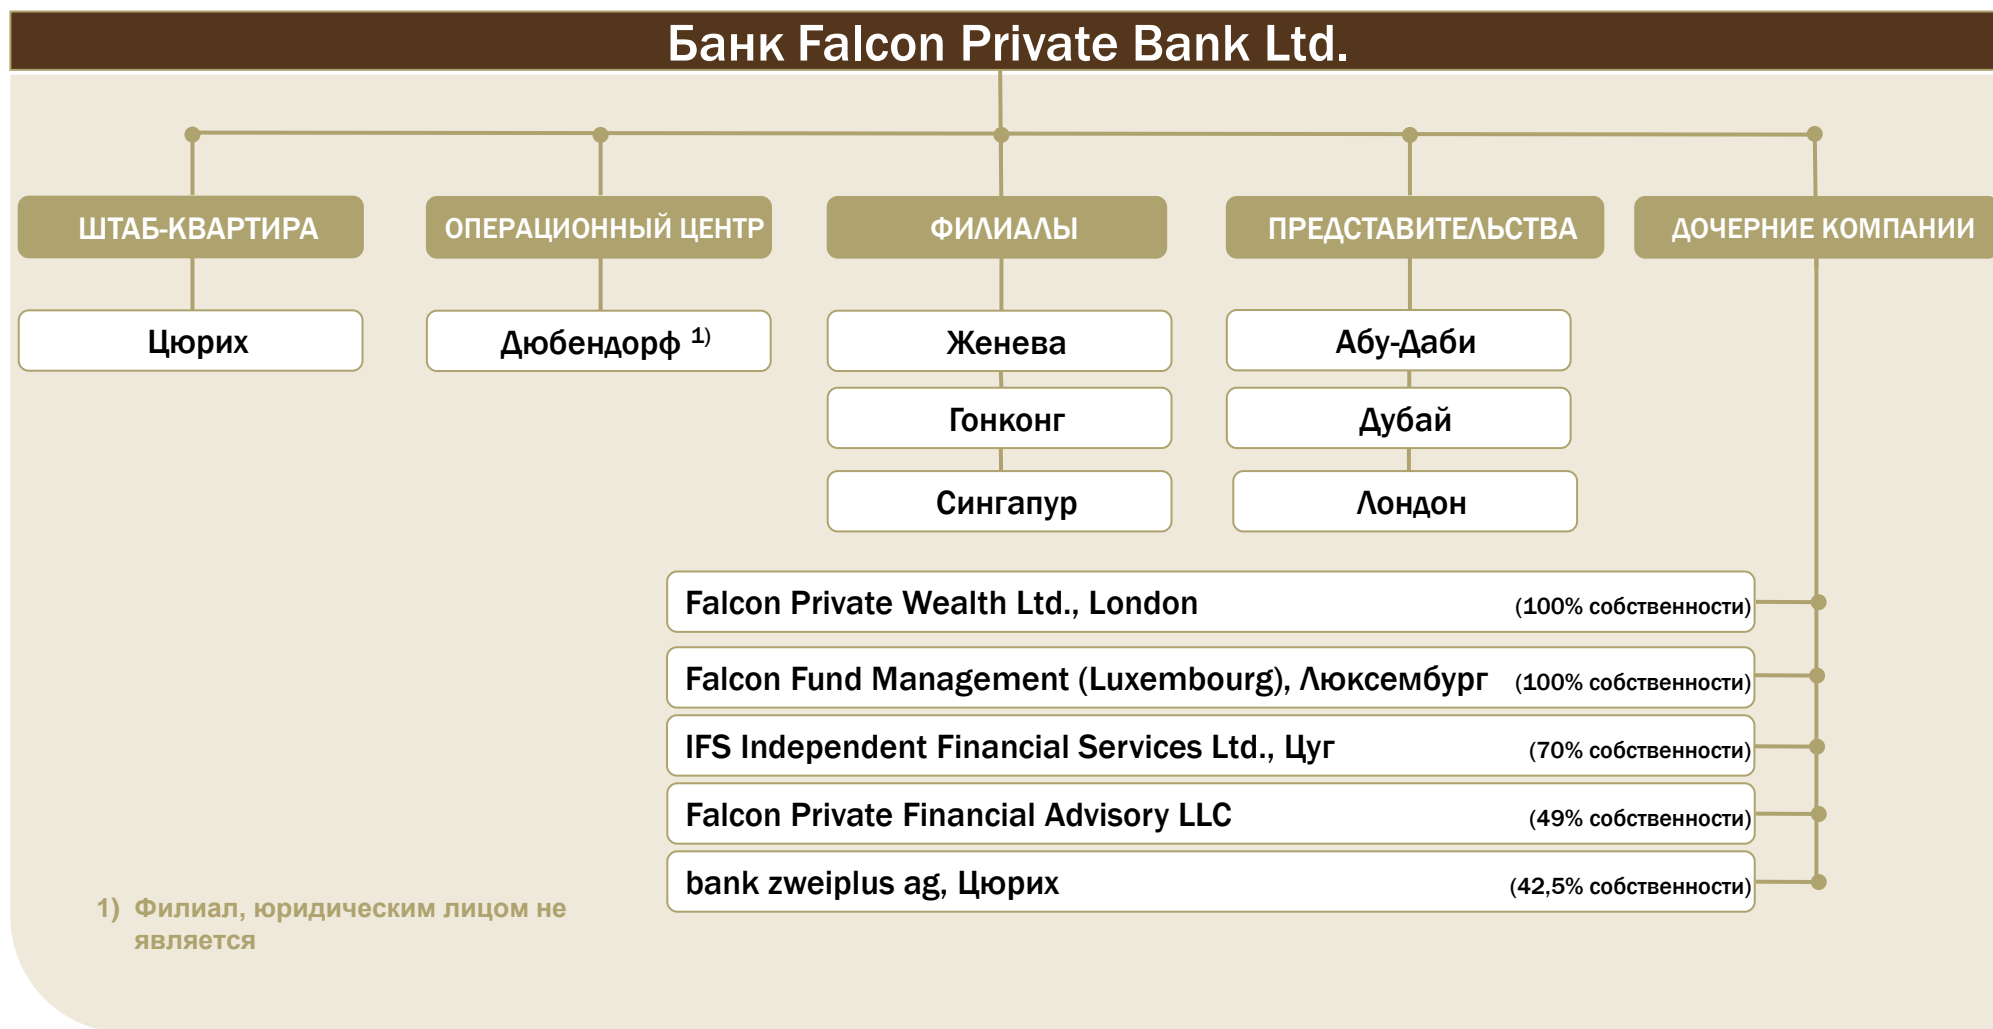 Банк Falcon Private Bank Ltd.
ШТАБ-КВАРТИРА
ОПЕРАЦИОННЫЙ ЦЕНТР
ФИЛИАЛЫ
ПРЕДСТАВИТЕЛЬСТВА
ДОЧЕРНИЕ КОМПАНИИ
Цюрих
Дюбендорф 1)
Женева
Абу-Даби
Гонконг
Дубай
Сингапур
Лондон
Falcon Private Wealth Ltd., London (100% собственности)
Falcon Fund Management (Luxembourg), Люксембург (100% собственности)
IFS Independent Financial Services Ltd., Цуг (70% собственности)
Falcon Private Financial Advisory LLC (49% собственности)
bank zweiplus ag, Цюрих (42,5% собственности)
1) Филиал, юридическим лицом не
является